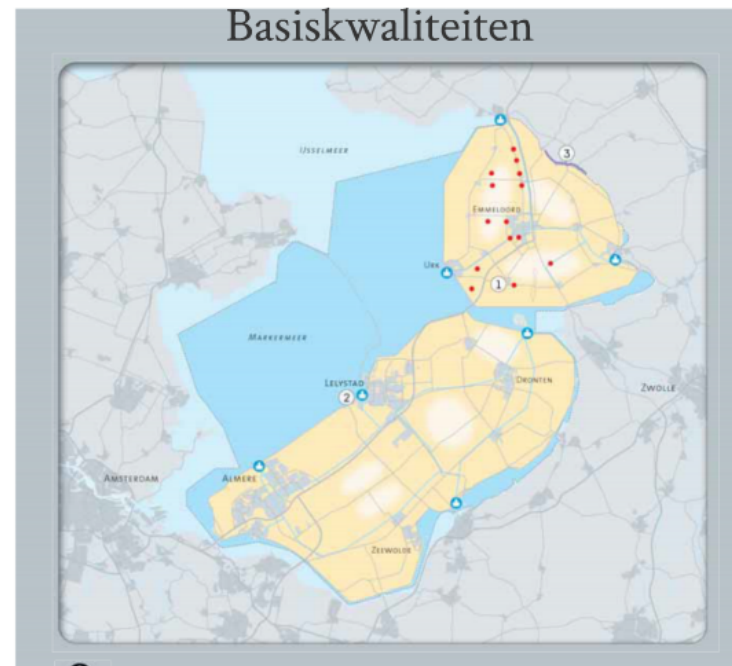 Basiskwaliteiten
IJSSELMEER
3
EMMELOORD
URK
1
MARKERMEER
LELYSTAD
2
DRONTEN
ZWOLLE
AMSTERDAM
ALMERE
ZEEWOLDE